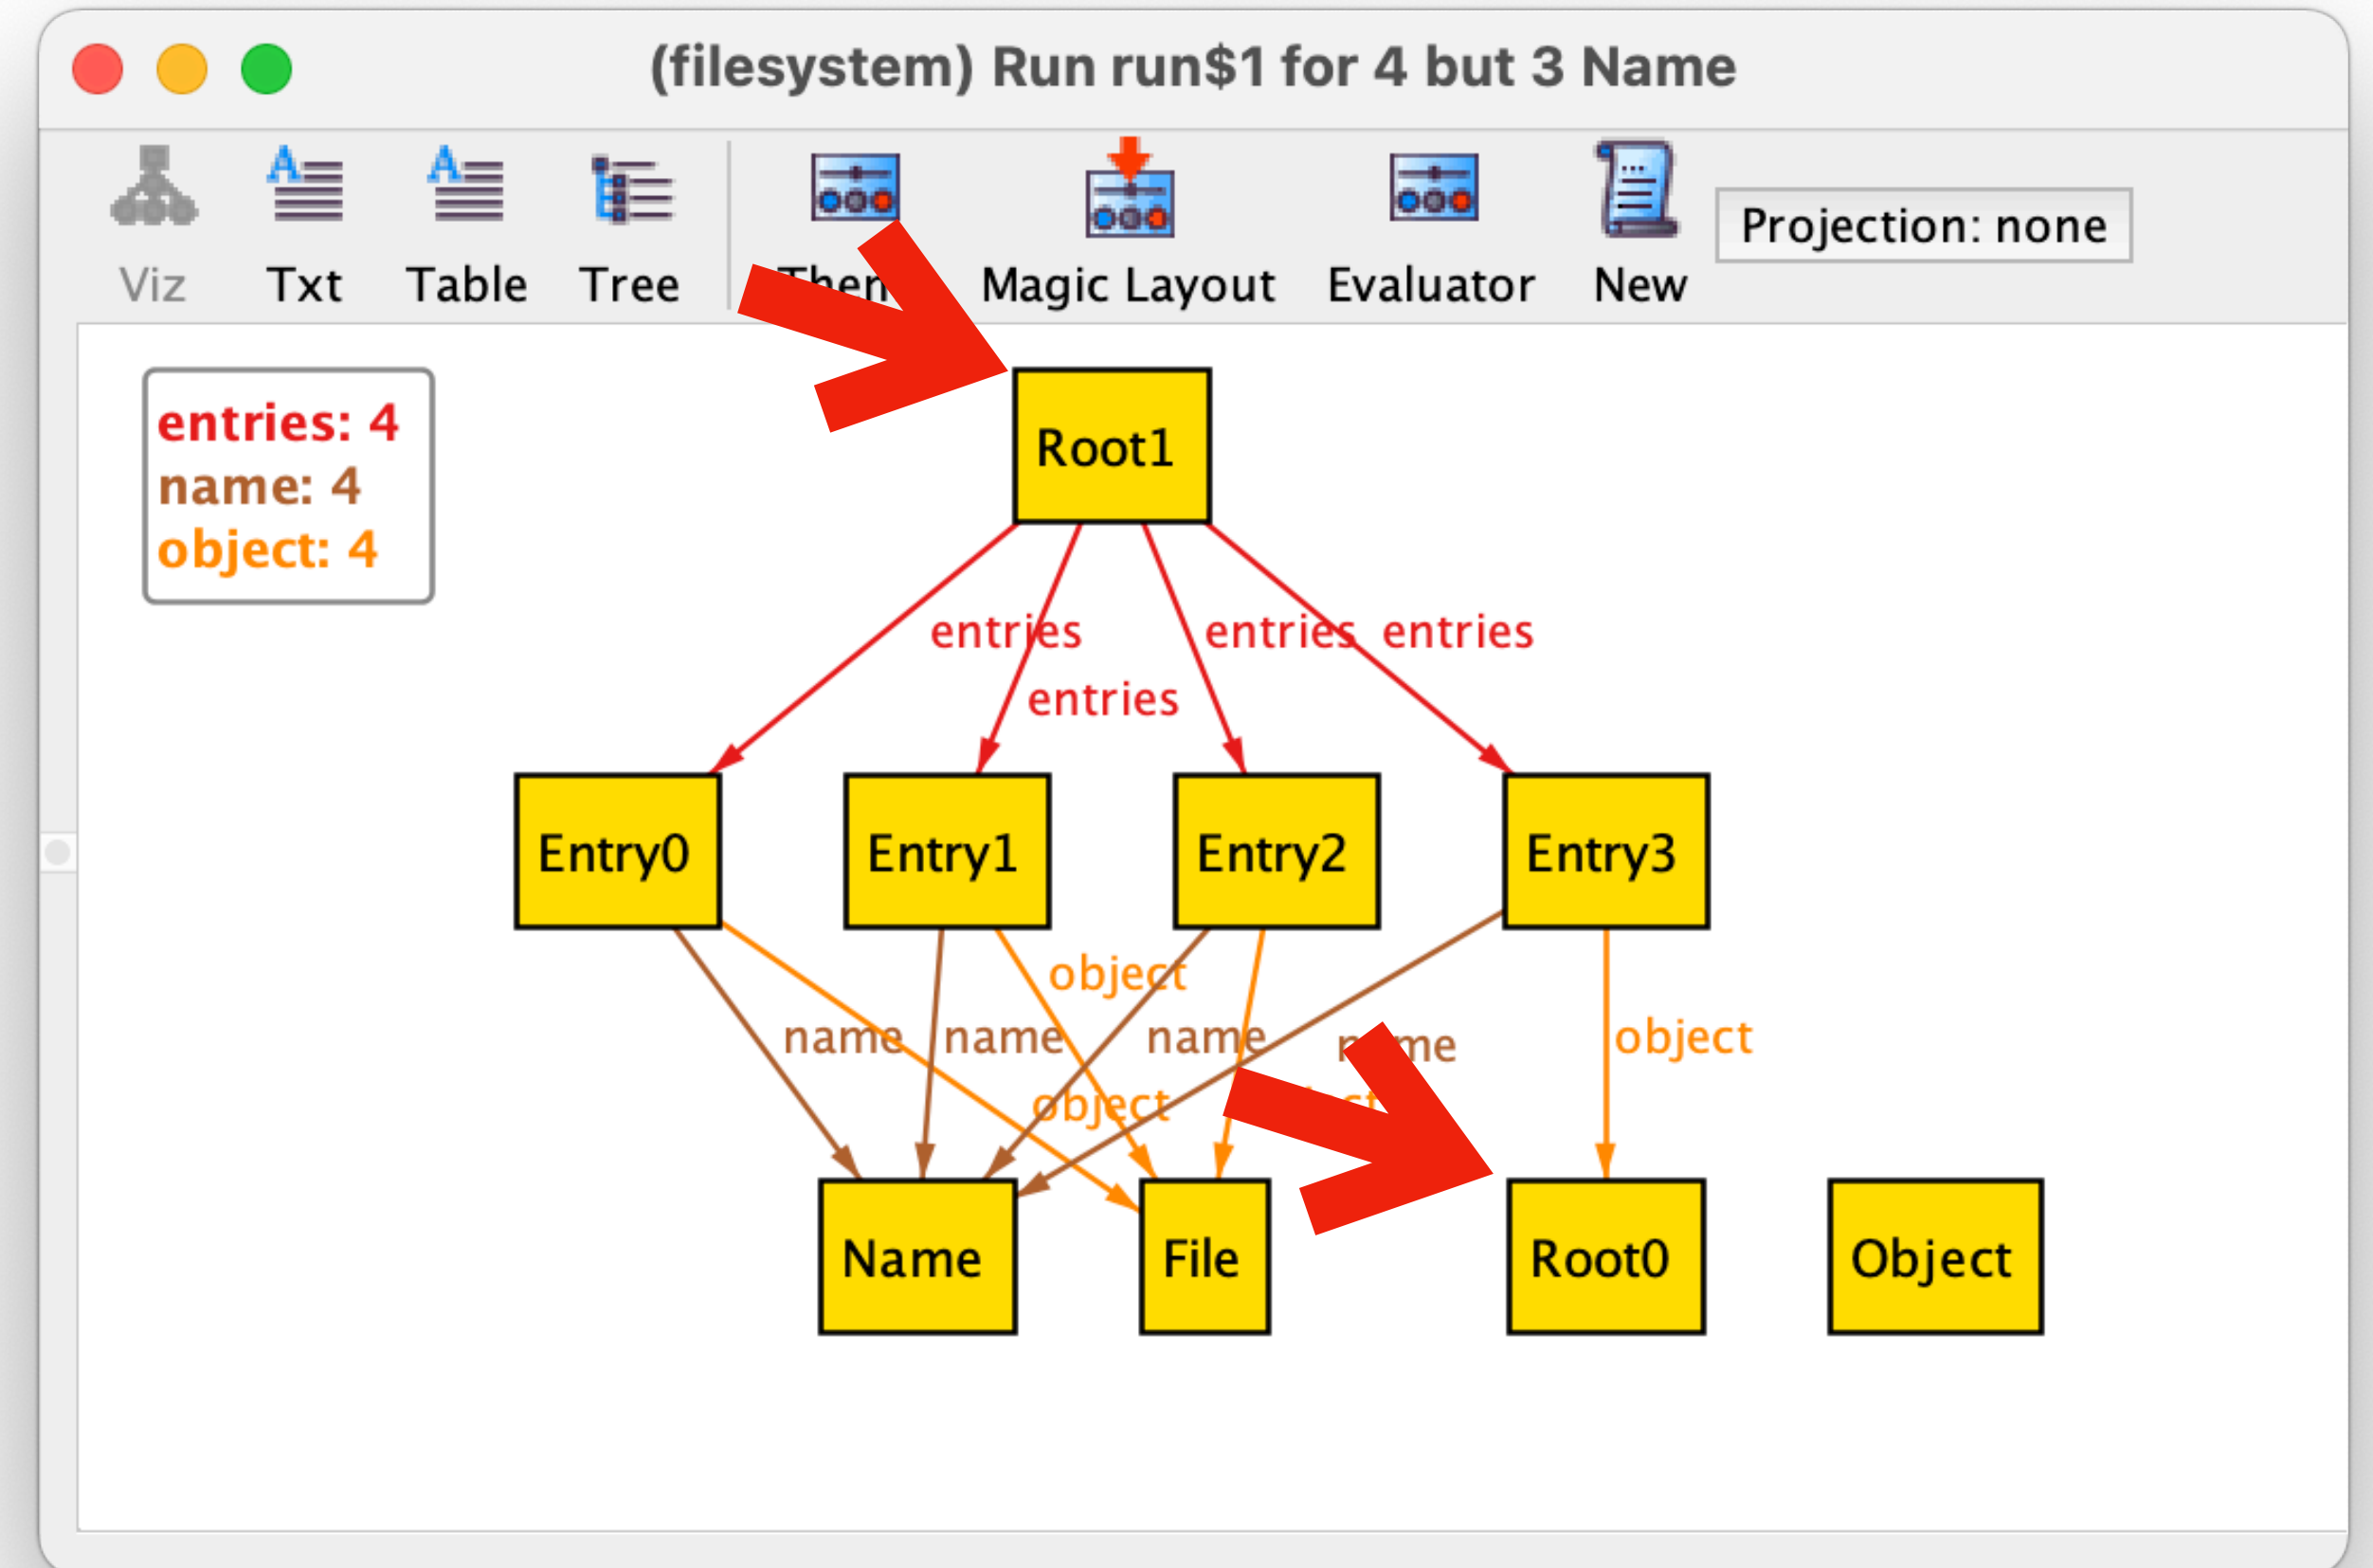 (filesystem) Run run$1 for 4 but 3 Name
Viz Txt Table Tree Magic Layout Evaluator New Projection: none
entries: 4
name: 4
object: 4
Root1
entries entries entries
entries
Entry0 Entry1 Entry2 Entry3
object
name name name name object
object
Name File Root0 Object